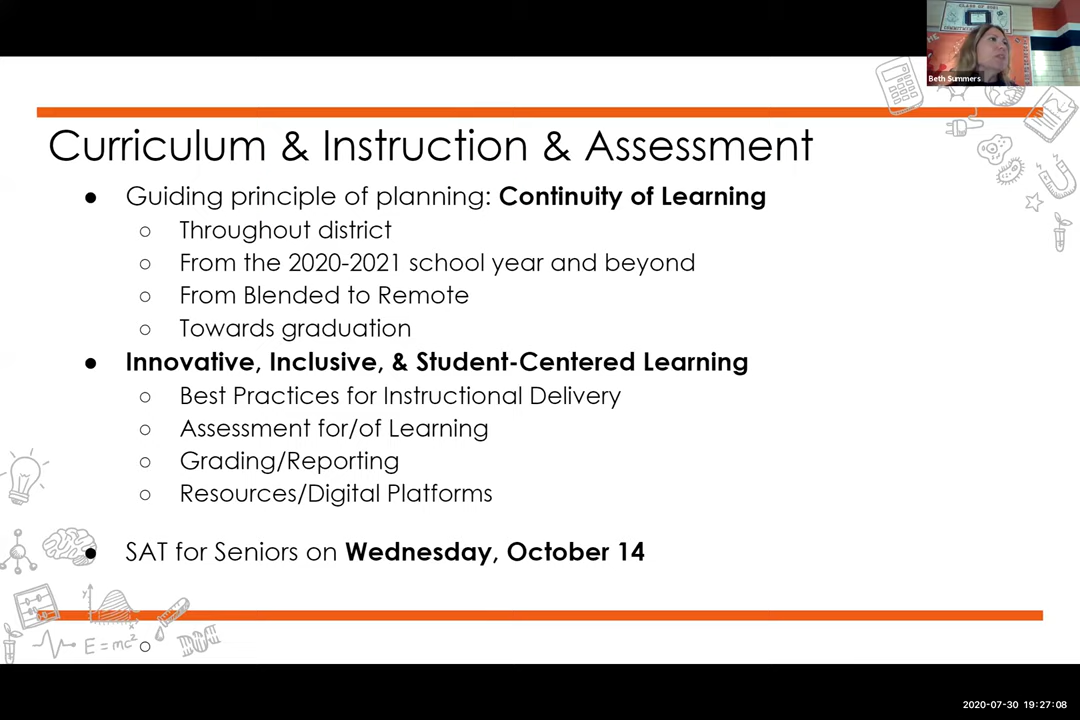 CLASS OF 2021
Beth Summers
Curriculum & Instruction & Assessment
● Guiding principle of planning: Continuity of Learning
○ Throughout district
○ From the 2020-2021 school year and beyond
○ From Blended to Remote
○ Towards graduation
● Innovative, Inclusive, & Student-Centered Learning
○ Best Practices for Instructional Delivery
○ Assessment for/of Learning
○ Grading/Reporting
○ Resources/Digital Platforms
● SAT for Seniors on Wednesday, October 14
y
x
E=mc²
○
2020-07-30 19:27:08